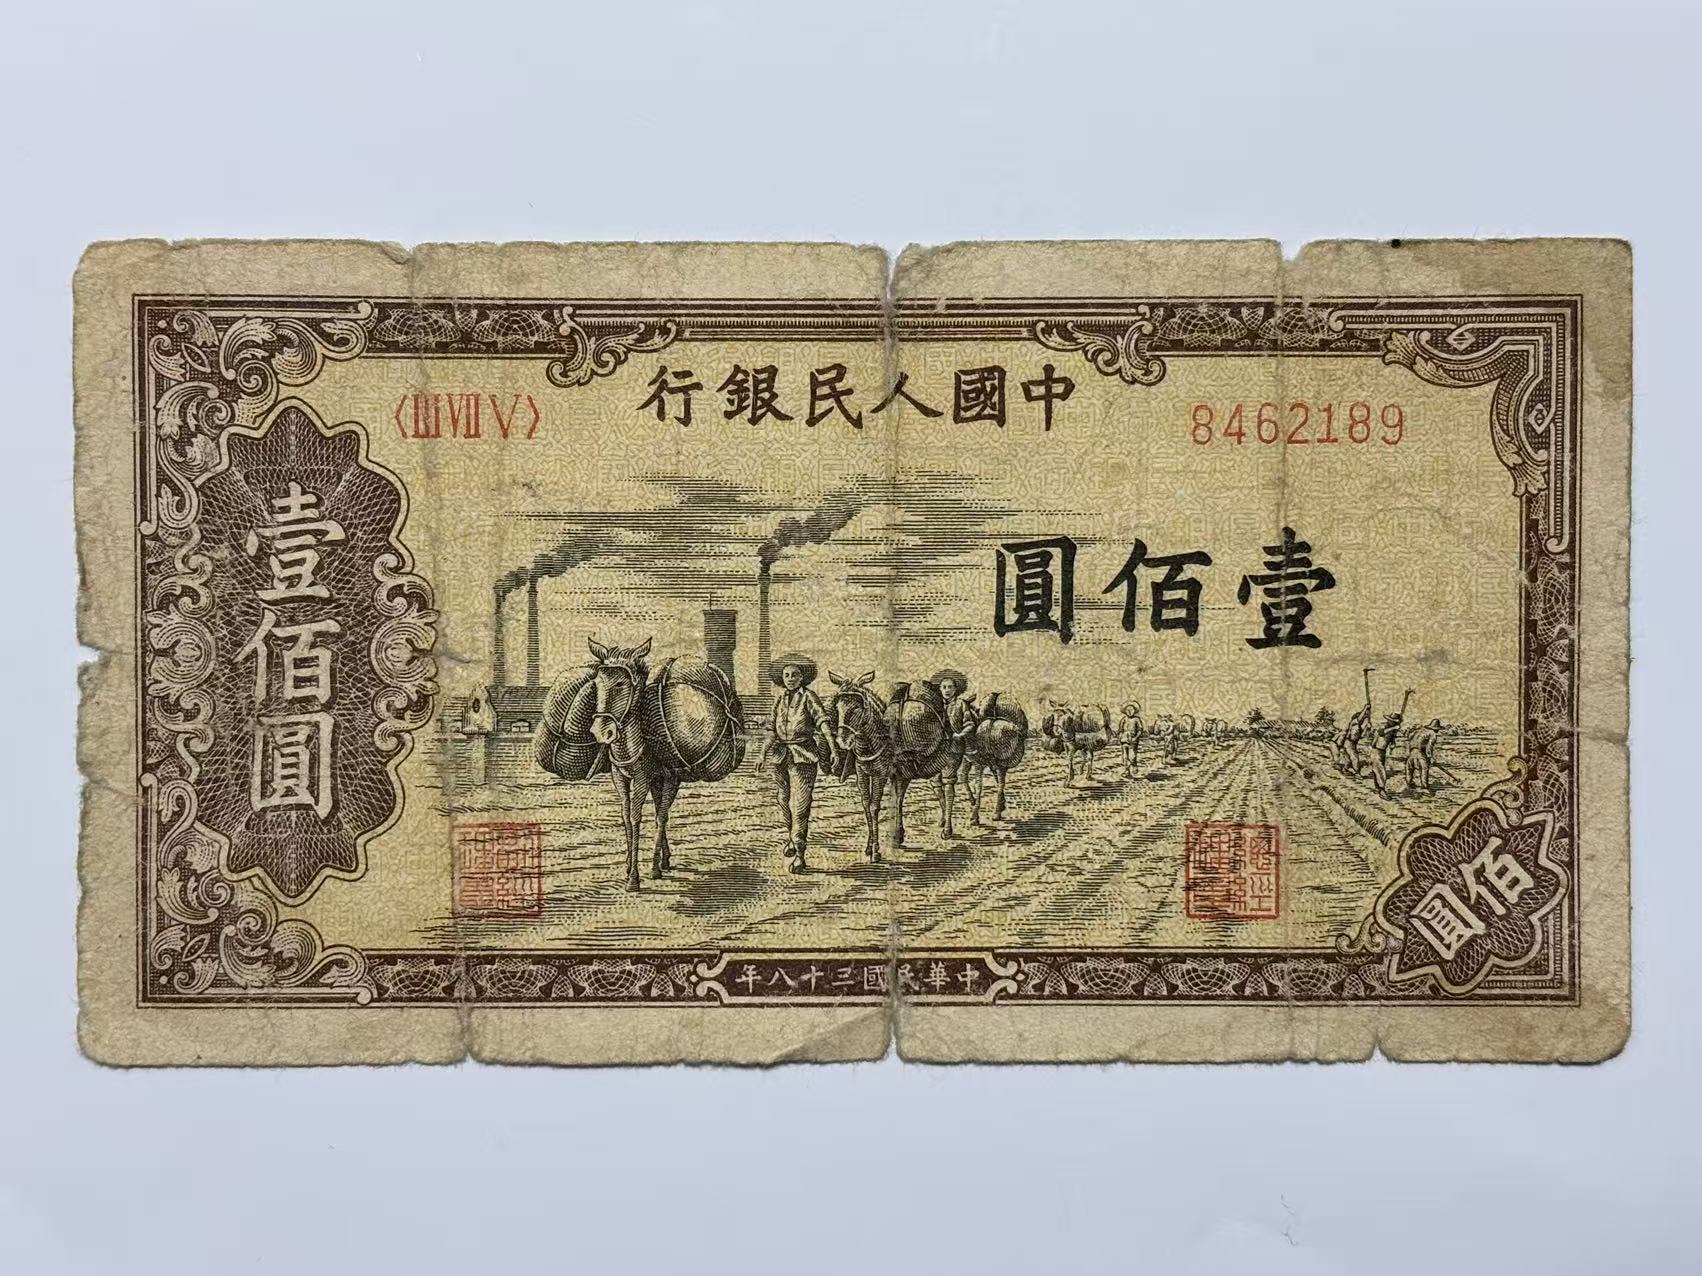 中國人民銀行
〈ⅢⅦⅤ〉
8462189
壹佰圓
壹佰圓
佰圓
中華民國三十八年